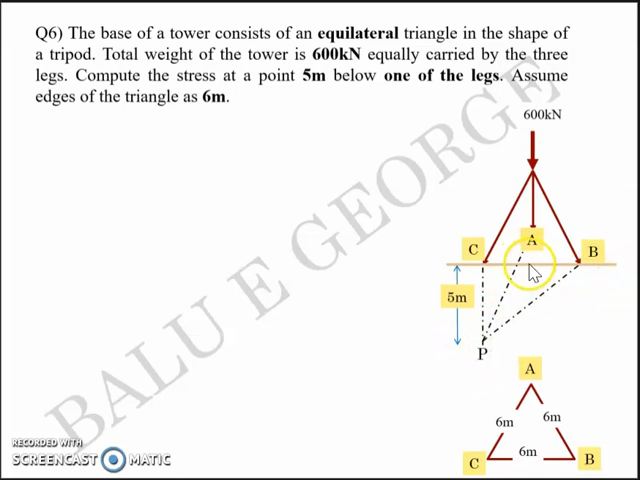 Q6) The base of a tower consists of an equilateral triangle in the shape of
a tripod. Total weight of the tower is 600kN equally carried by the three
legs. Compute the stress at a point 5m below one of the legs. Assume
edges of the triangle as 6m.
600kN
C
A
B
5m
P
A
6m
6m
C
6m
B
BALU E GEORGE
RECORDED WITH
SCREENCAST MATIC